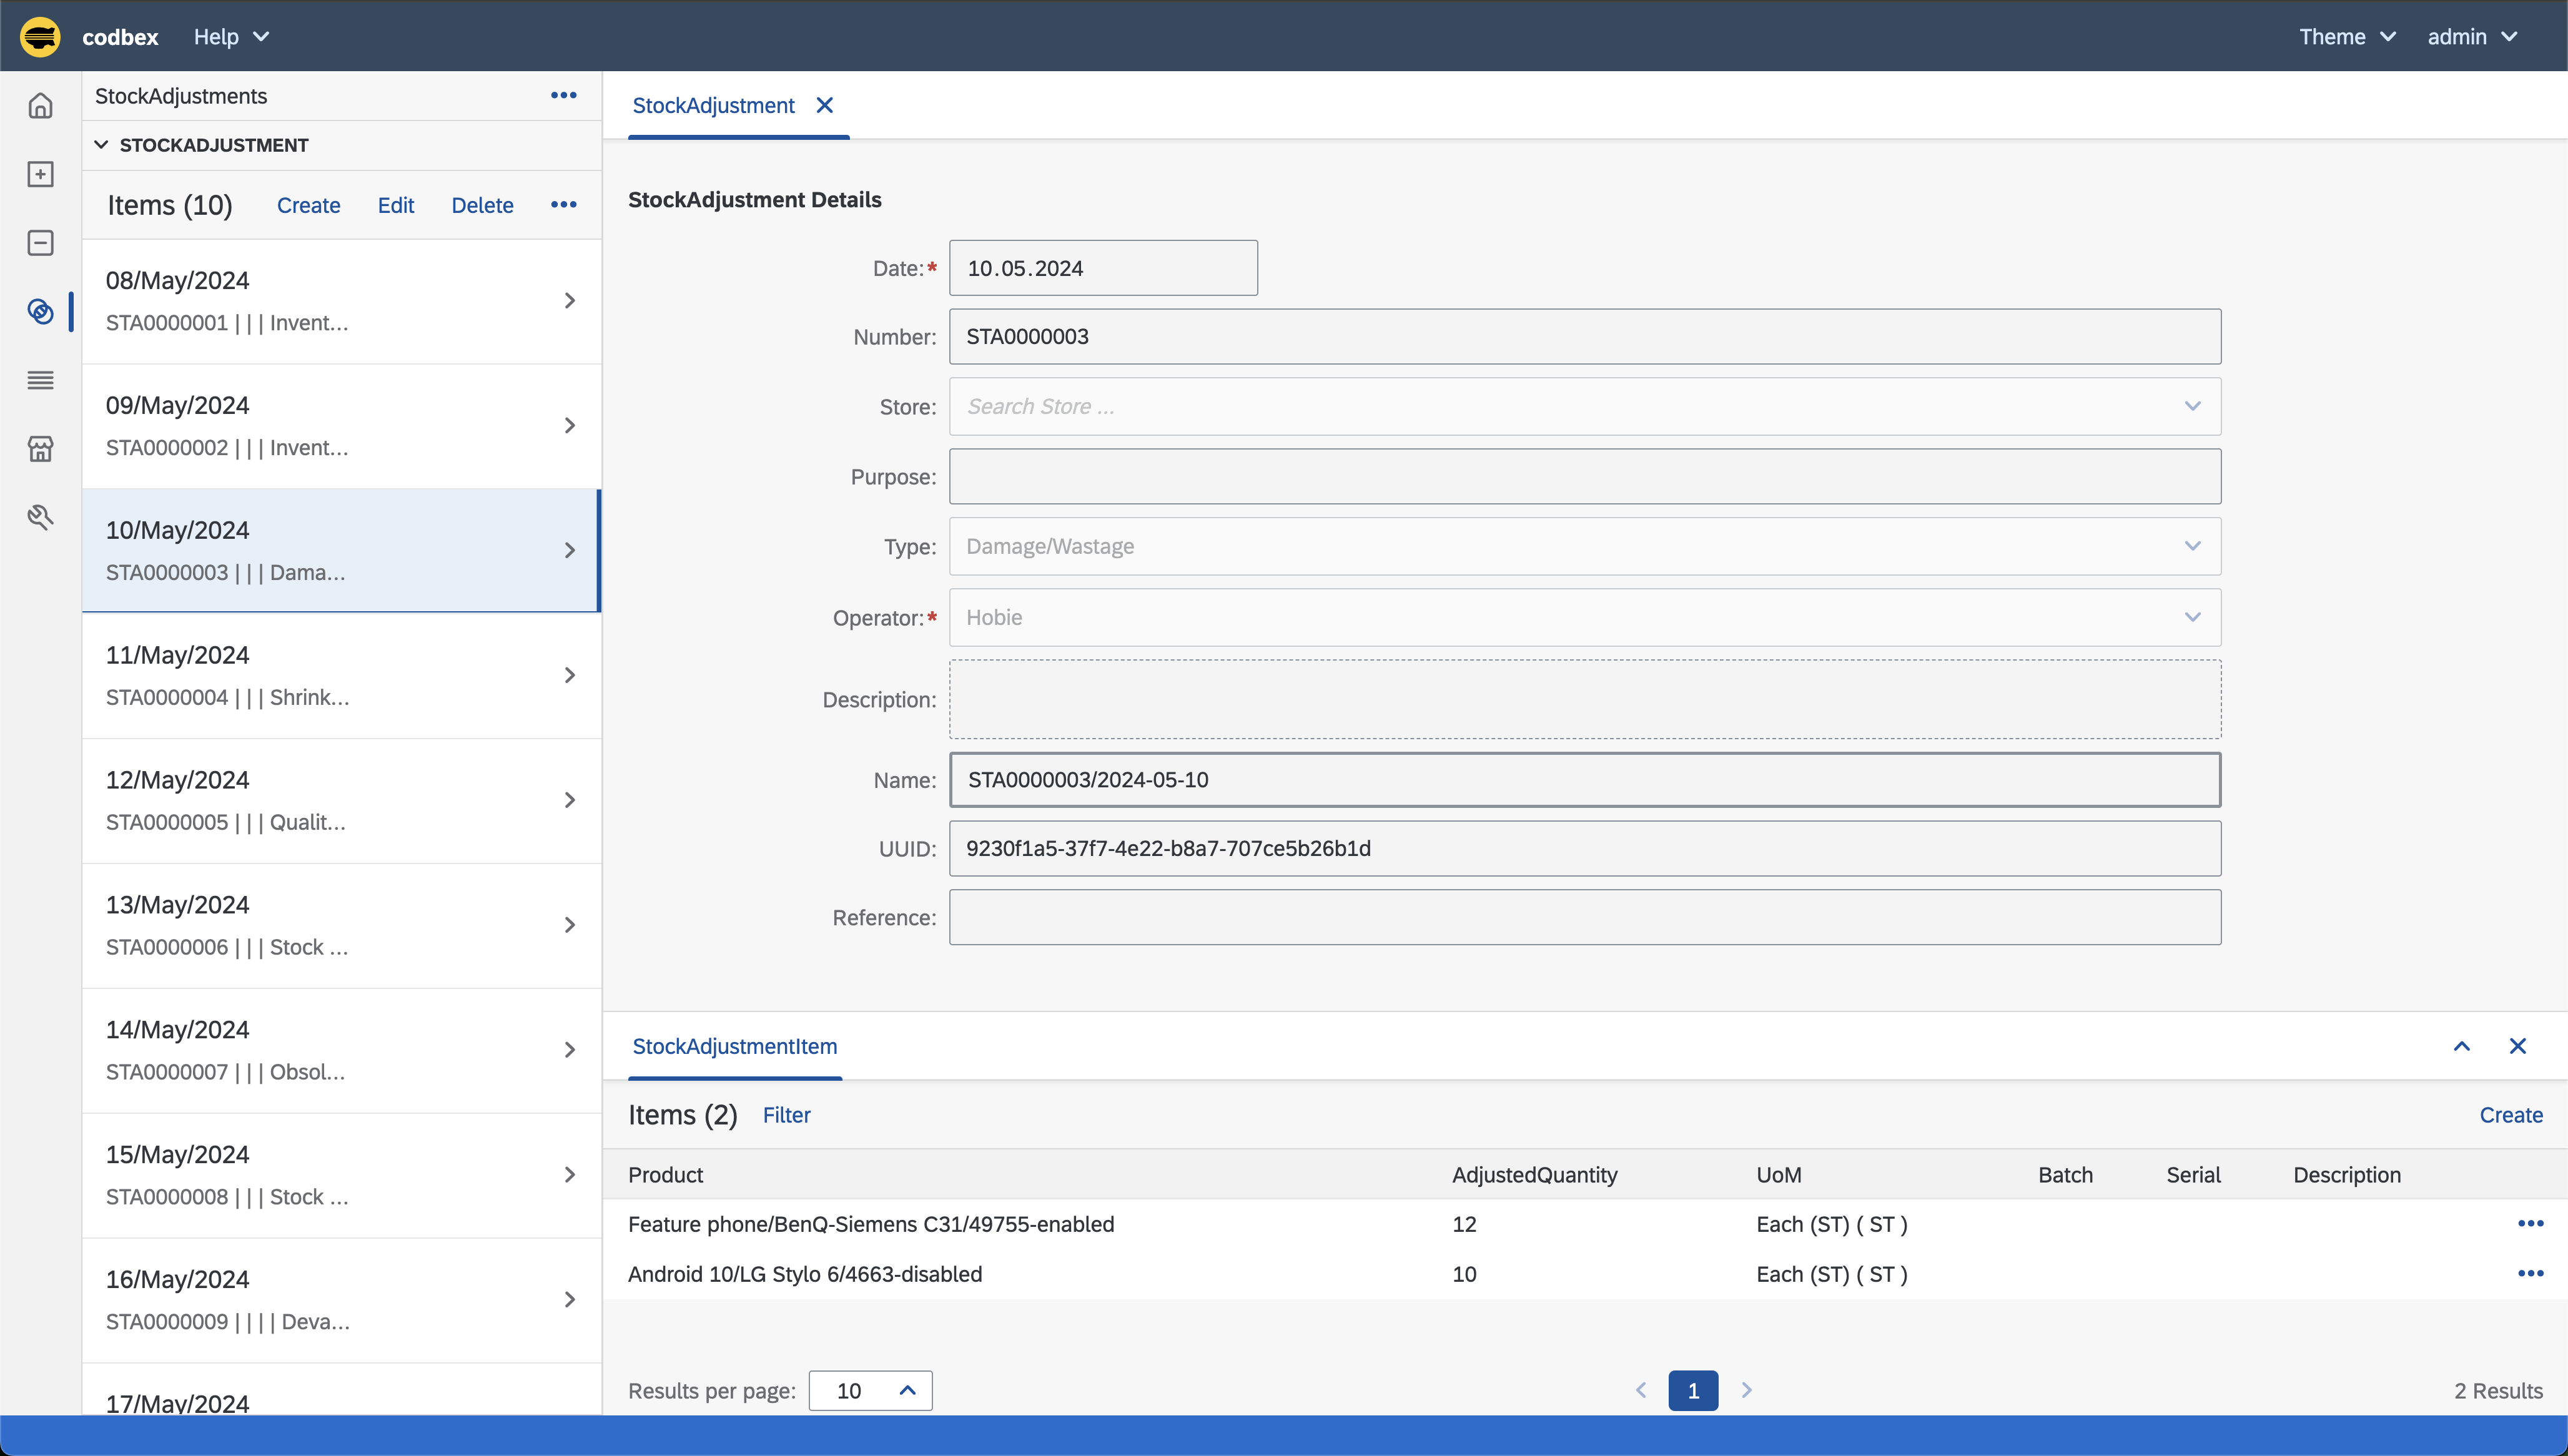 codbex Help Theme admin
StockAdjustments
STOCKADJUSTMENT
Items (10) Create Edit Delete
08/May/2024
STA0000001 | | | Invent...
09/May/2024
STA0000002 | | | Invent...
10/May/2024
STA0000003 | | | Dama...
11/May/2024
STA0000004 | | | Shrink...
12/May/2024
STA0000005 | | | Qualit...
13/May/2024
STA0000006 | | | Stock ...
14/May/2024
STA0000007 | | | Obsol...
15/May/2024
STA0000008 | | | Stock ...
16/May/2024
STA0000009 | | | | Deva...
17/May/2024
StockAdjustment
StockAdjustment Details
Date:* 10.05.2024
Number: STA0000003
Store: Search Store ...
Purpose:
Type: Damage/Wastage
Operator:* Hobie
Description:
Name: STA0000003/2024-05-10
UUID: 9230f1a5-37f7-4e22-b8a7-707ce5b26b1d
Reference:
StockAdjustmentItem
Items (2) Filter Create
Product AdjustedQuantity UoM Batch Serial Description
Feature phone/BenQ-Siemens C31/49755-enabled 12 Each (ST) ( ST )
Android 10/LG Stylo 6/4663-disabled 10 Each (ST) ( ST )
Results per page: 10 1 2 Results